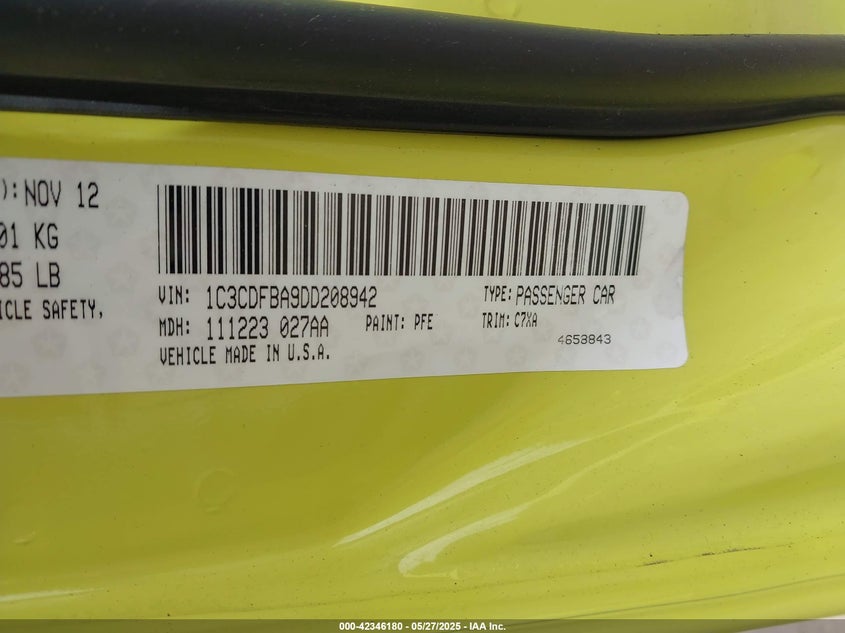 ): NOV 12
01 KG
85 LB
ICLE SAFETY,
VIN: 1C3CDFBA9DD208942 TYPE: PASSENGER CAR
MDH: 111223 027AA PAINT: PFE TRIM: C7XA
VEHICLE MADE IN U.S.A. 4653843
000-42346180 - 05/27/2025 - IAA Inc.